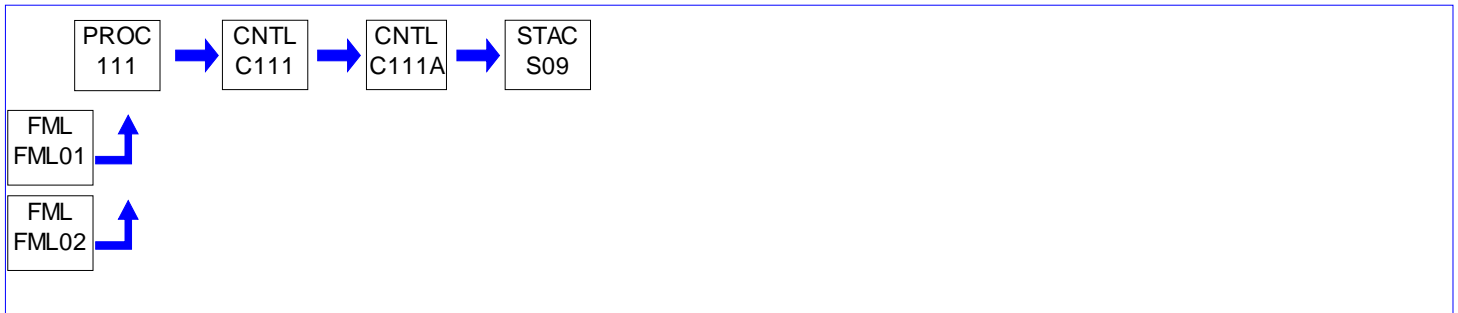 PROC
111
CNTL
C111
CNTL
C111A
STAC
S09
FML
FML01
FML
FML02